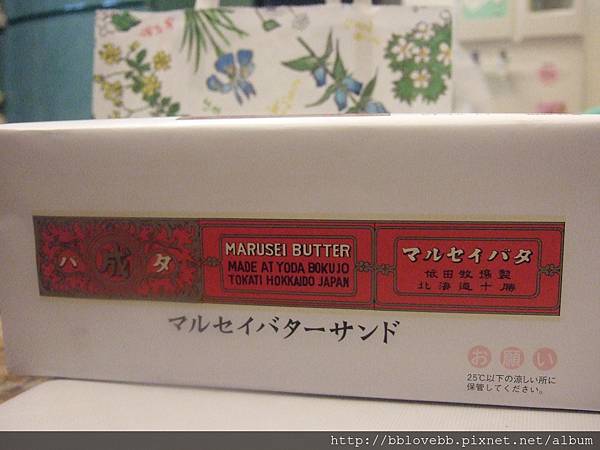 バ 成 タ
MARUSEI BUTTER
MADE AT YODA BOKUJO
TOKATI HOKKAIDO JAPAN
マルセイバタ
依田牧場製
北海道十勝
マルセイバターサンド
お願い
25℃以下の涼しい所に
保管してください。
http://bblovebb.pixnet.net/album